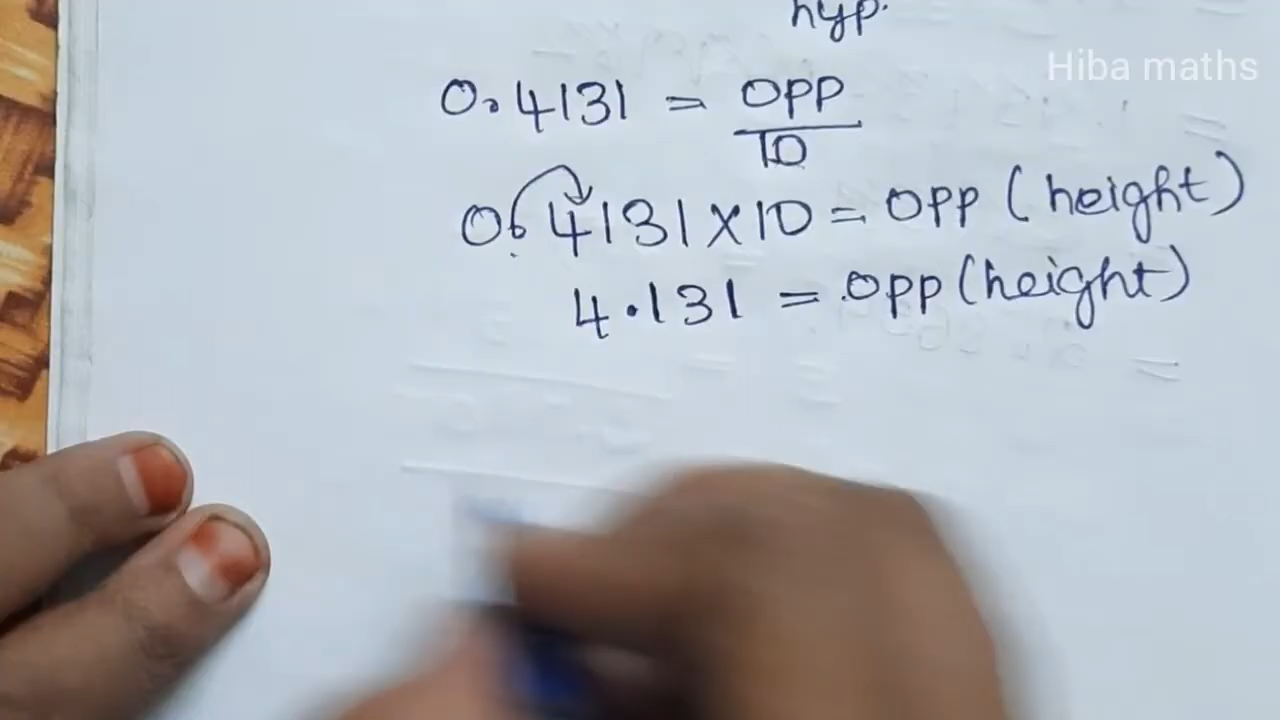 hyp.
Hiba maths
0.4131 = opp
10
0.4131 x 10 = opp (height)
4.131 = opp (height)